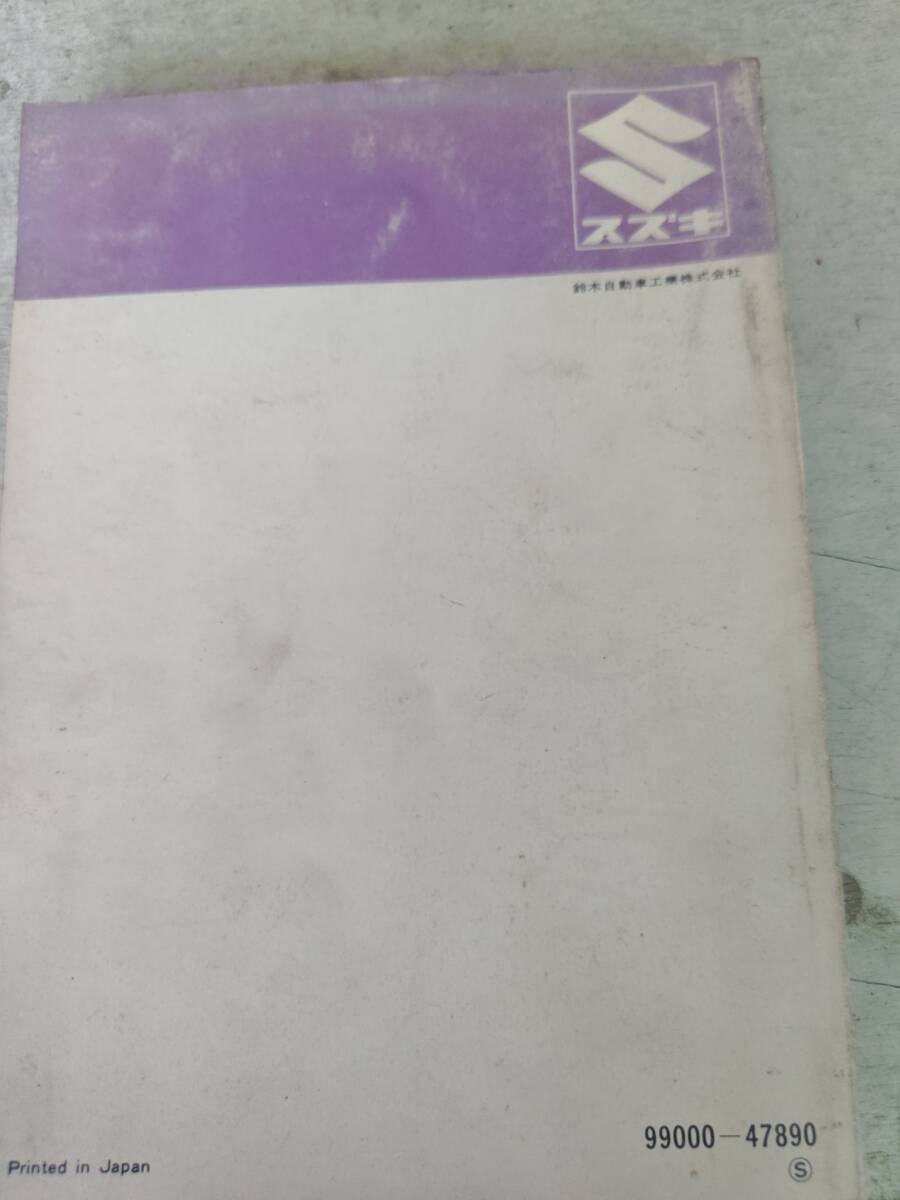 スズキ
鈴木自動車工業株式会社
99000-47890
Ⓢ
Printed in Japan